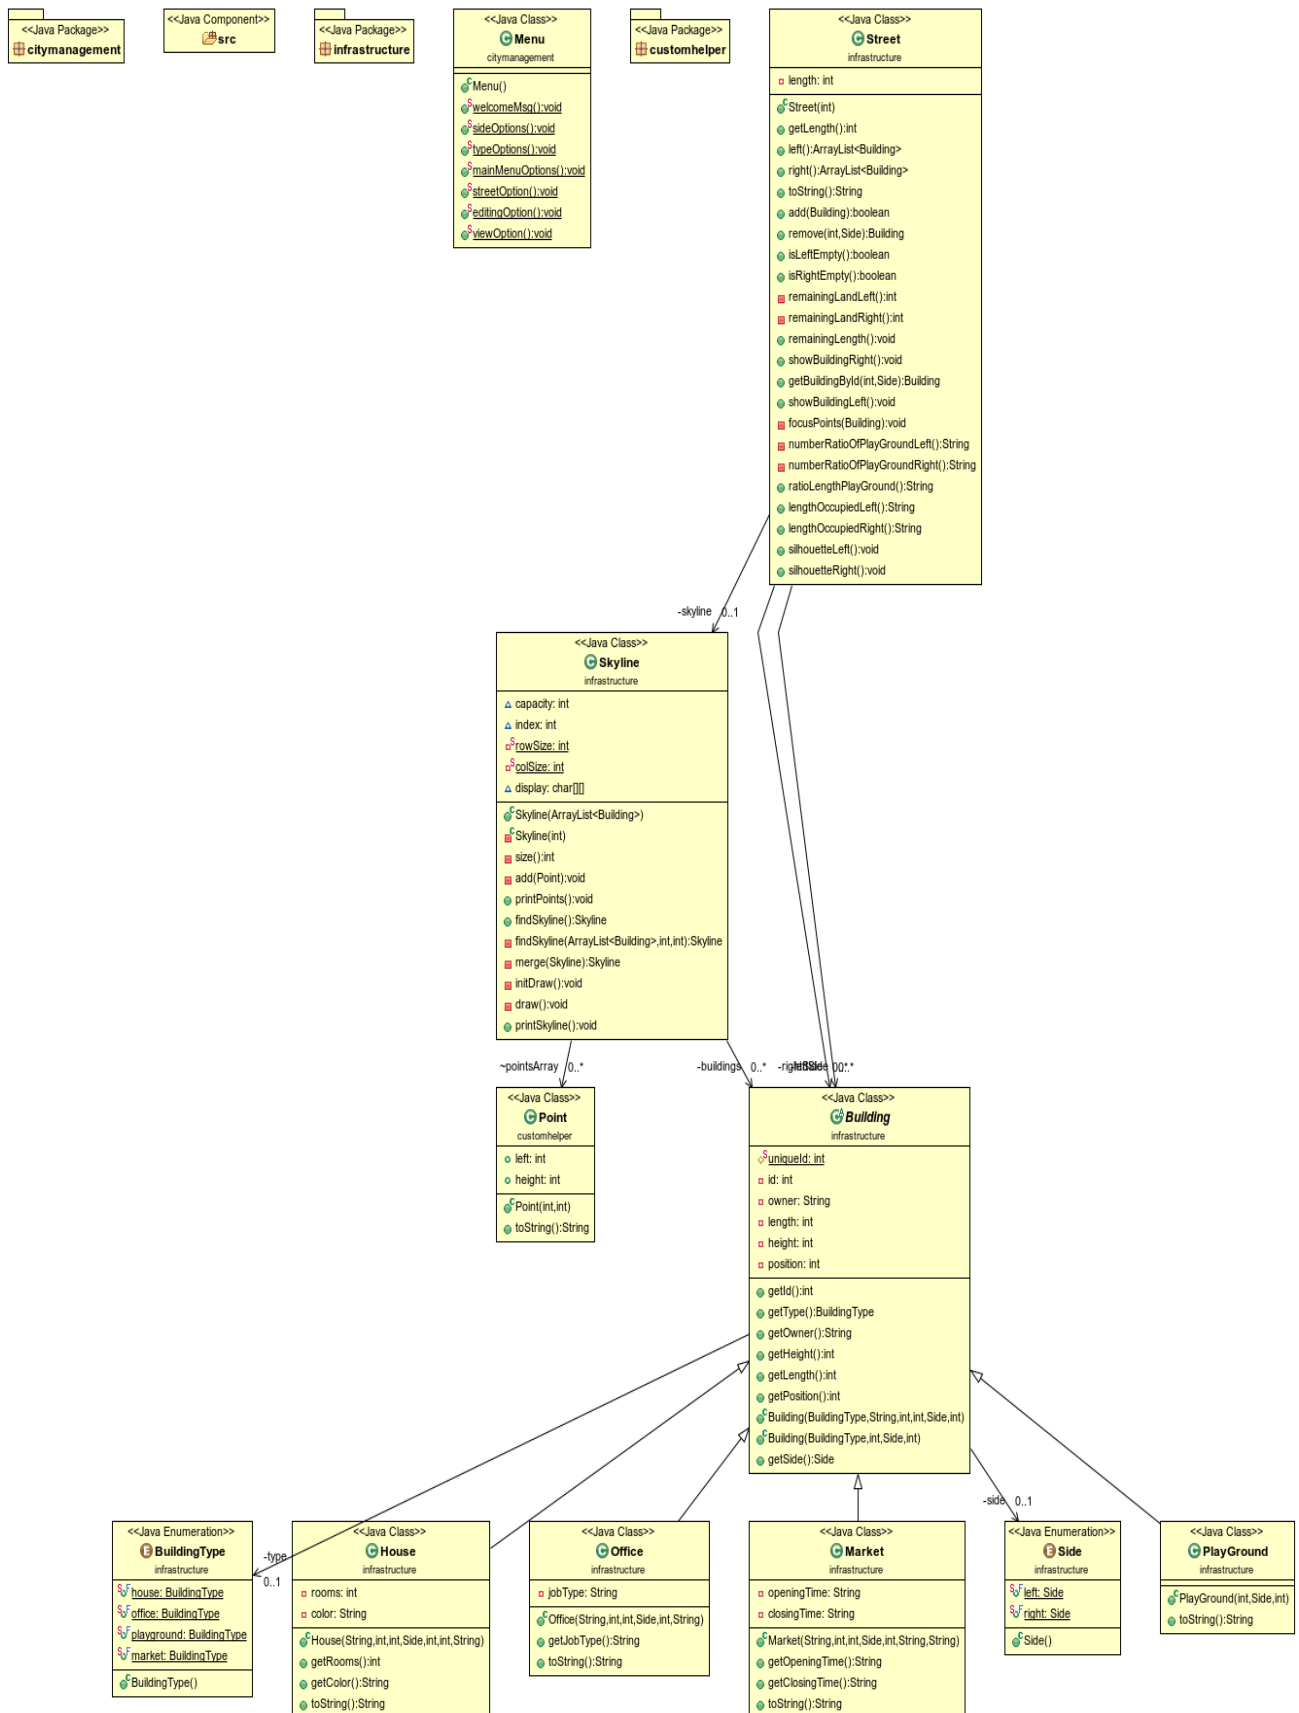 <<Java Package>>
citymanagement
<<Java Component>>
src
<<Java Package>>
infrastructure
<<Java Class>>
Menu
citymanagement
Menu()
welcomeMsg():void
sideOptions():void
typeOptions():void
mainMenuOptions():void
streetOption():void
editingOption():void
viewOption():void
<<Java Package>>
customhelper
<<Java Class>>
Street
infrastructure
length: int
Street(int)
getLength():int
left():ArrayList<Building>
right():ArrayList<Building>
toString():String
add(Building):boolean
remove(int,Side):Building
isLeftEmpty():boolean
isRightEmpty():boolean
remainingLandLeft():int
remainingLandRight():int
remainingLength():void
showBuildingRight():void
getBuildingById(int,Side):Building
showBuildingLeft():void
focusPoints(Building):void
numberRatioOfPlayGroundLeft():String
numberRatioOfPlayGroundRight():String
ratioLengthPlayGround():String
lengthOccupiedLeft():String
lengthOccupiedRight():String
silhouetteLeft():void
silhouetteRight():void
-skyline 0..1
<<Java Class>>
Skyline
infrastructure
capacity: int
index: int
rowSize: int
colSize: int
display: char[][]
Skyline(ArrayList<Building>)
Skyline(int)
size():int
add(Point):void
printPoints():void
findSkyline():Skyline
findSkyline(ArrayList<Building>,int,int):Skyline
merge(Skyline):Skyline
initDraw():void
draw():void
printSkyline():void
~pointsArray 0..*
-buildings 0..*
<<Java Class>>
Point
customhelper
left: int
height: int
Point(int,int)
toString():String
<<Java Class>>
Building
infrastructure
uniqueId: int
id: int
owner: String
length: int
height: int
position: int
getId():int
getType():BuildingType
getOwner():String
getHeight():int
getLength():int
getPosition():int
Building(BuildingType,String,int,int,Side,int)
Building(BuildingType,int,Side,int)
getSide():Side
-type
0..1
-side 0..1
<<Java Enumeration>>
BuildingType
infrastructure
house: BuildingType
office: BuildingType
playground: BuildingType
market: BuildingType
BuildingType()
<<Java Class>>
House
infrastructure
rooms: int
color: String
House(String,int,int,Side,int,int,String)
getRooms():int
getColor():String
toString():String
<<Java Class>>
Office
infrastructure
jobType: String
Office(String,int,int,Side,int,String)
getJobType():String
toString():String
<<Java Class>>
Market
infrastructure
openingTime: String
closingTime: String
Market(String,int,int,Side,int,String,String)
getOpeningTime():String
getClosingTime():String
toString():String
<<Java Enumeration>>
Side
infrastructure
left: Side
right: Side
Side()
<<Java Class>>
PlayGround
infrastructure
PlayGround(int,Side,int)
toString():String